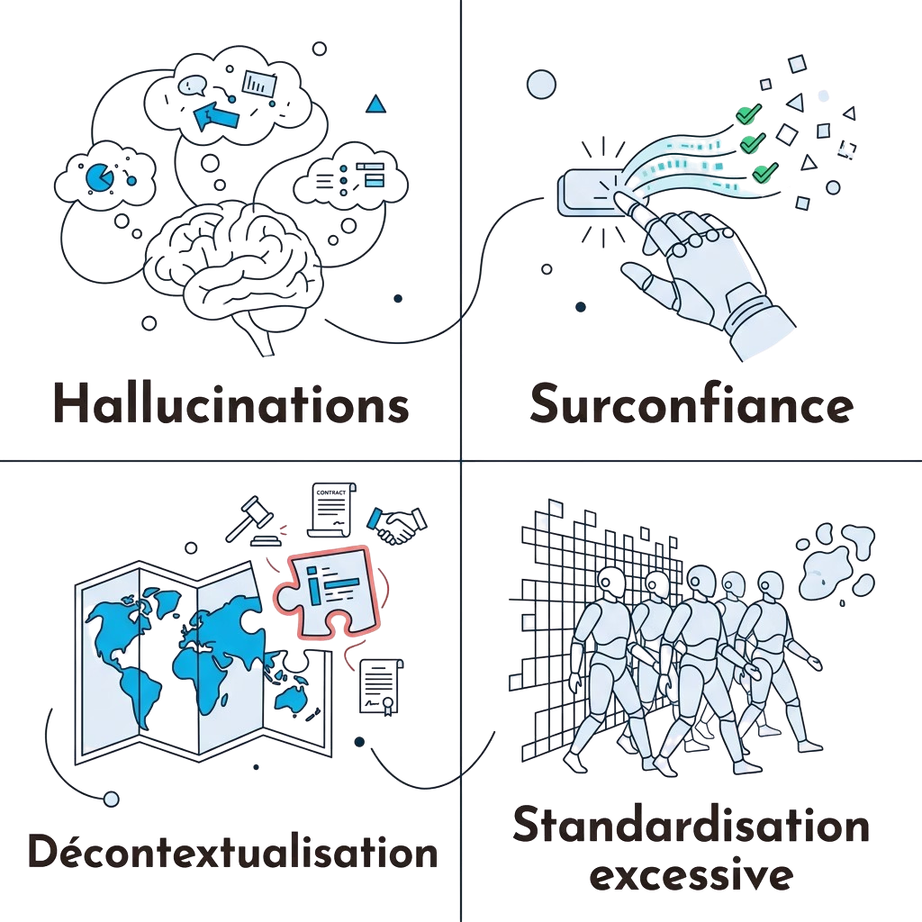 Hallucinations
Surconfiance
CONTRACT
Décontextualisation
Standardisation
excessive